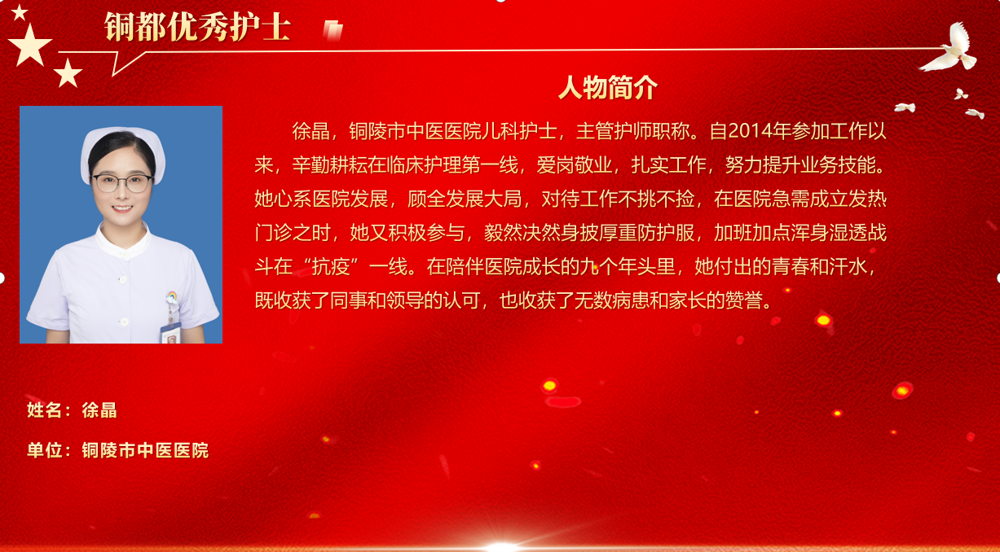 铜都优秀护士
人物简介
徐晶，铜陵市中医医院儿科护士，主管护师职称。自2014年参加工作以
来，辛勤耕耘在临床护理第一线，爱岗敬业，扎实工作，努力提升业务技能。
她心系医院发展，顾全发展大局，对待工作不挑不捡，在医院急需成立发热
门诊之时，她又积极参与，毅然决然身披厚重防护服，加班加点浑身湿透战
斗在“抗疫”一线。在陪伴医院成长的九个年头里，她付出的青春和汗水，
既收获了同事和领导的认可，也收获了无数病患和家长的赞誉。
姓名：徐晶
单位：铜陵市中医医院